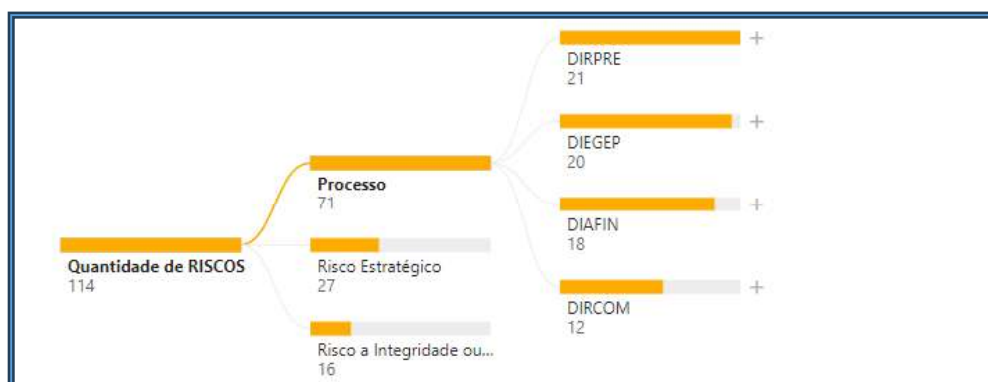 Quantidade de RISCOS
114
Processo
71
Risco Estratégico
27
Risco a Integridade ou...
16
DIRPRE
21
DIEGEP
20
DIAFIN
18
DIRCOM
12